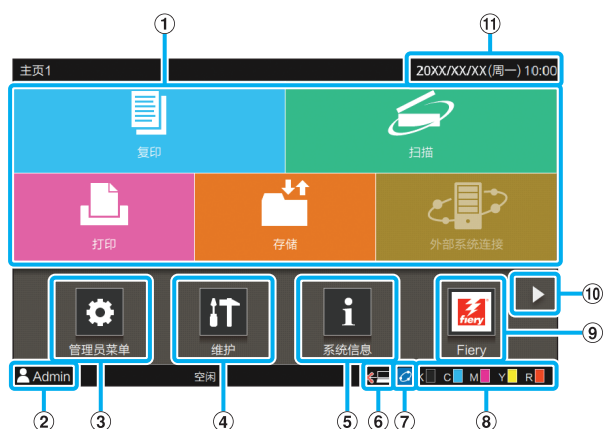 ① ⑪
主页1 20XX/XX/XX(周一) 10:00
复印 扫描
打印 存储 外部系统连接
⑩
fiery ⑨
管理员菜单 维护 系统信息 Fiery
Admin 空闲 K C M Y R
② ③ ④ ⑤ ⑥ ⑦ ⑧